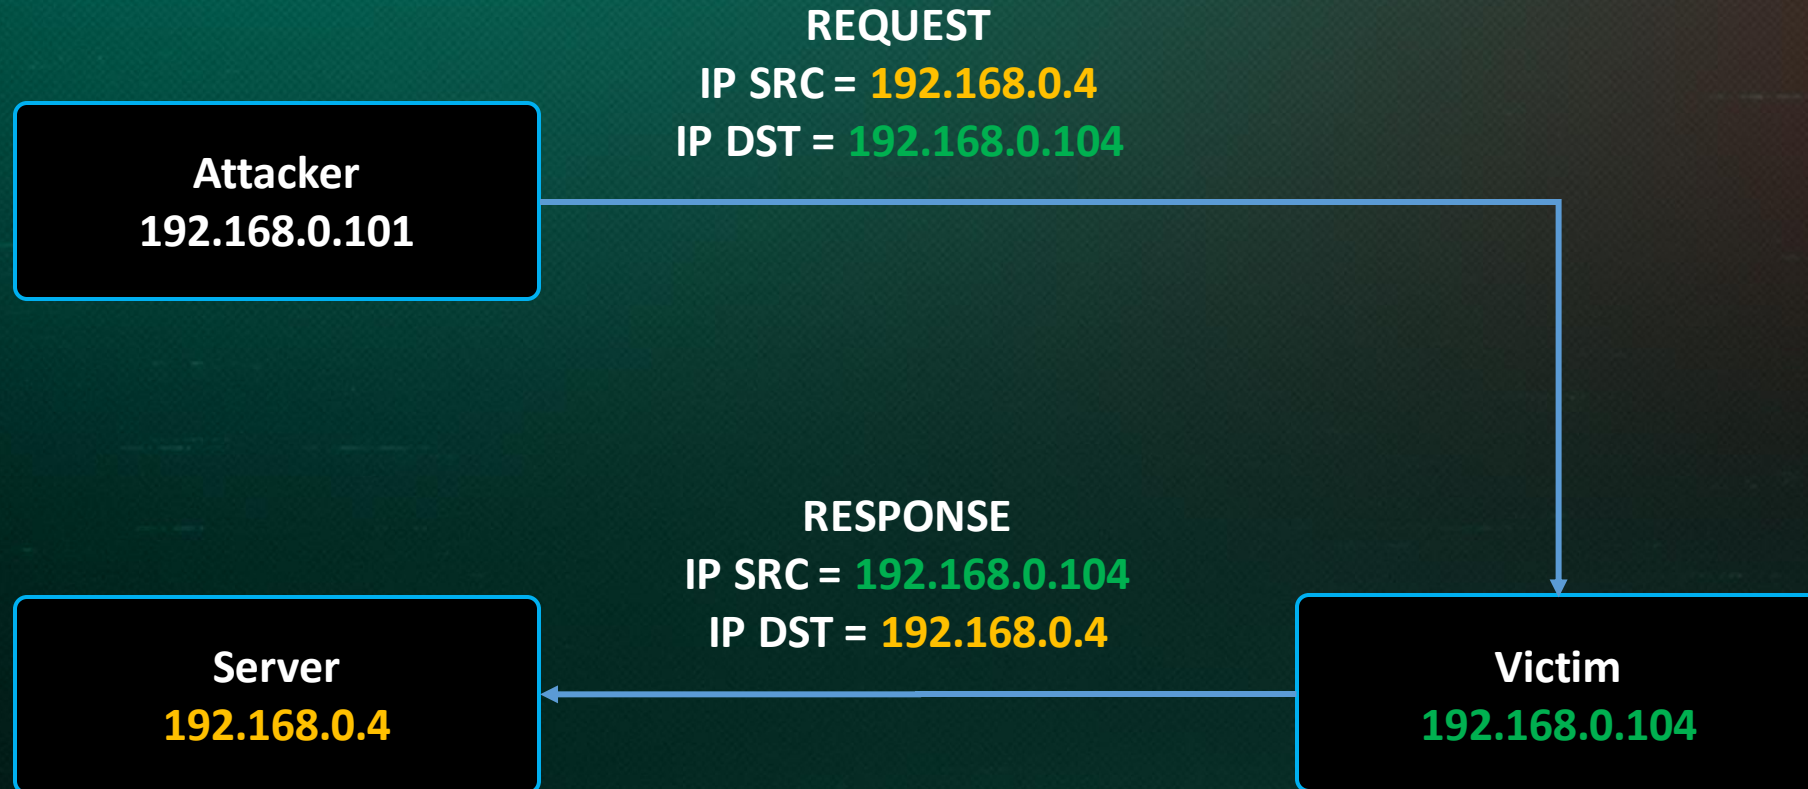 REQUEST
IP SRC = 192.168.0.4
IP DST = 192.168.0.104
Attacker
192.168.0.101
RESPONSE
IP SRC = 192.168.0.104
IP DST = 192.168.0.4
Server
192.168.0.4
Victim
192.168.0.104